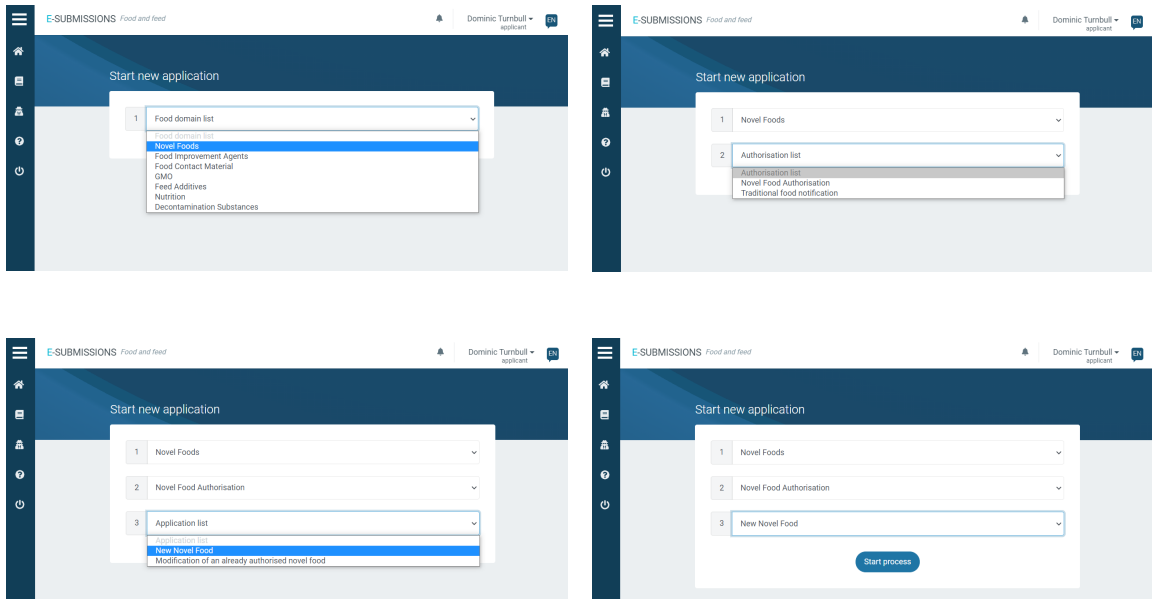 E-SUBMISSIONS Food and feed
Dominic Turnbull
applicant
EN
Start new application
1 Food domain list
Food domain list
Novel Foods
Food Improvement Agents
Food Contact Material
GMO
Feed Additives
Nutrition
Decontamination Substances
E-SUBMISSIONS Food and feed
Dominic Turnbull
applicant
EN
Start new application
1 Novel Foods
2 Authorisation list
Authorisation list
Novel Food Authorisation
Traditional food notification
E-SUBMISSIONS Food and feed
Dominic Turnbull
applicant
EN
Start new application
1 Novel Foods
2 Novel Food Authorisation
3 Application list
Application list
New Novel Food
Modification of an already authorised novel food
E-SUBMISSIONS Food and feed
Dominic Turnbull
applicant
EN
Start new application
1 Novel Foods
2 Novel Food Authorisation
3 New Novel Food
Start process